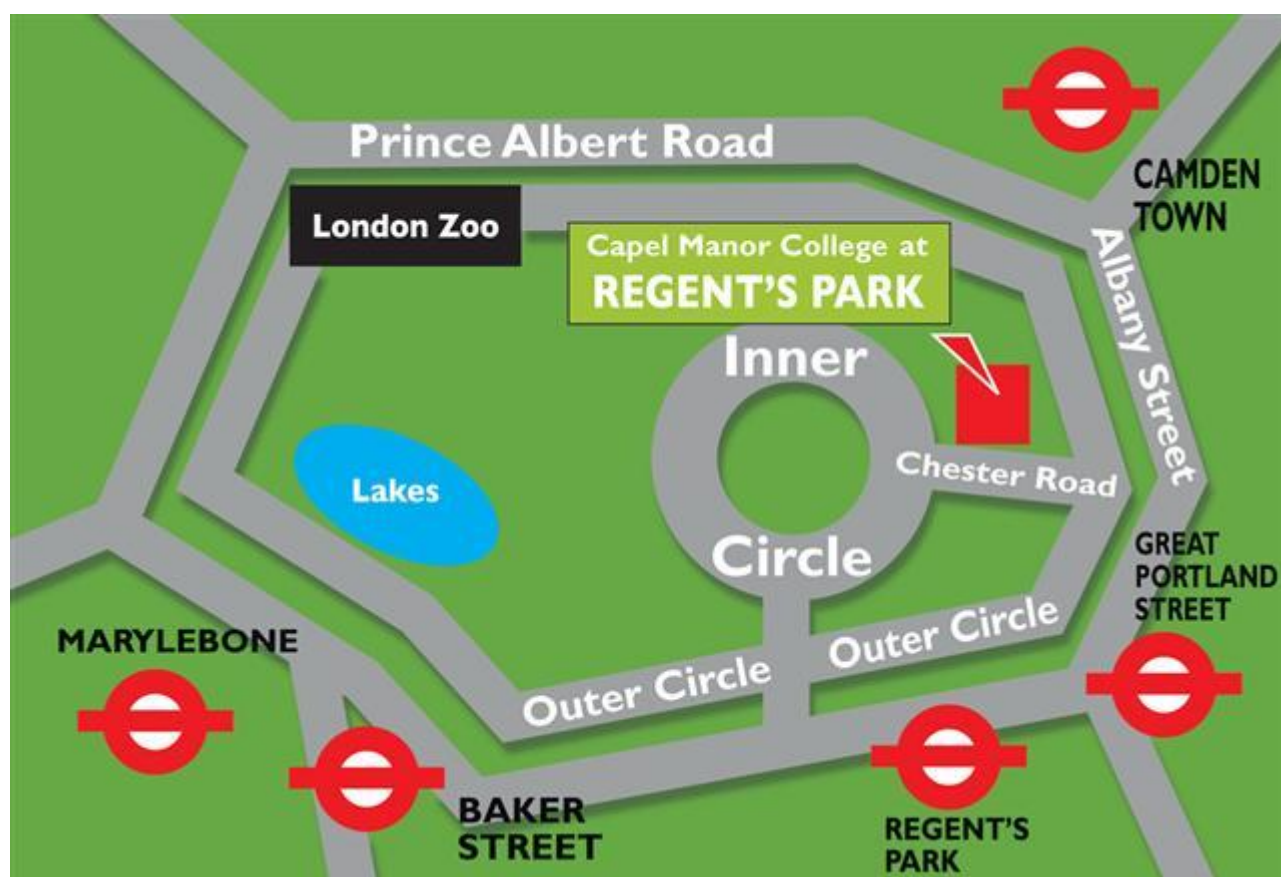 Prince Albert Road
CAMDEN
TOWN
London Zoo
Capel Manor College at
REGENT'S PARK
Albany Street
Inner
Circle
Chester Road
Lakes
GREAT
PORTLAND
STREET
MARYLEBONE
Outer Circle
Outer Circle
BAKER
STREET
REGENT'S
PARK